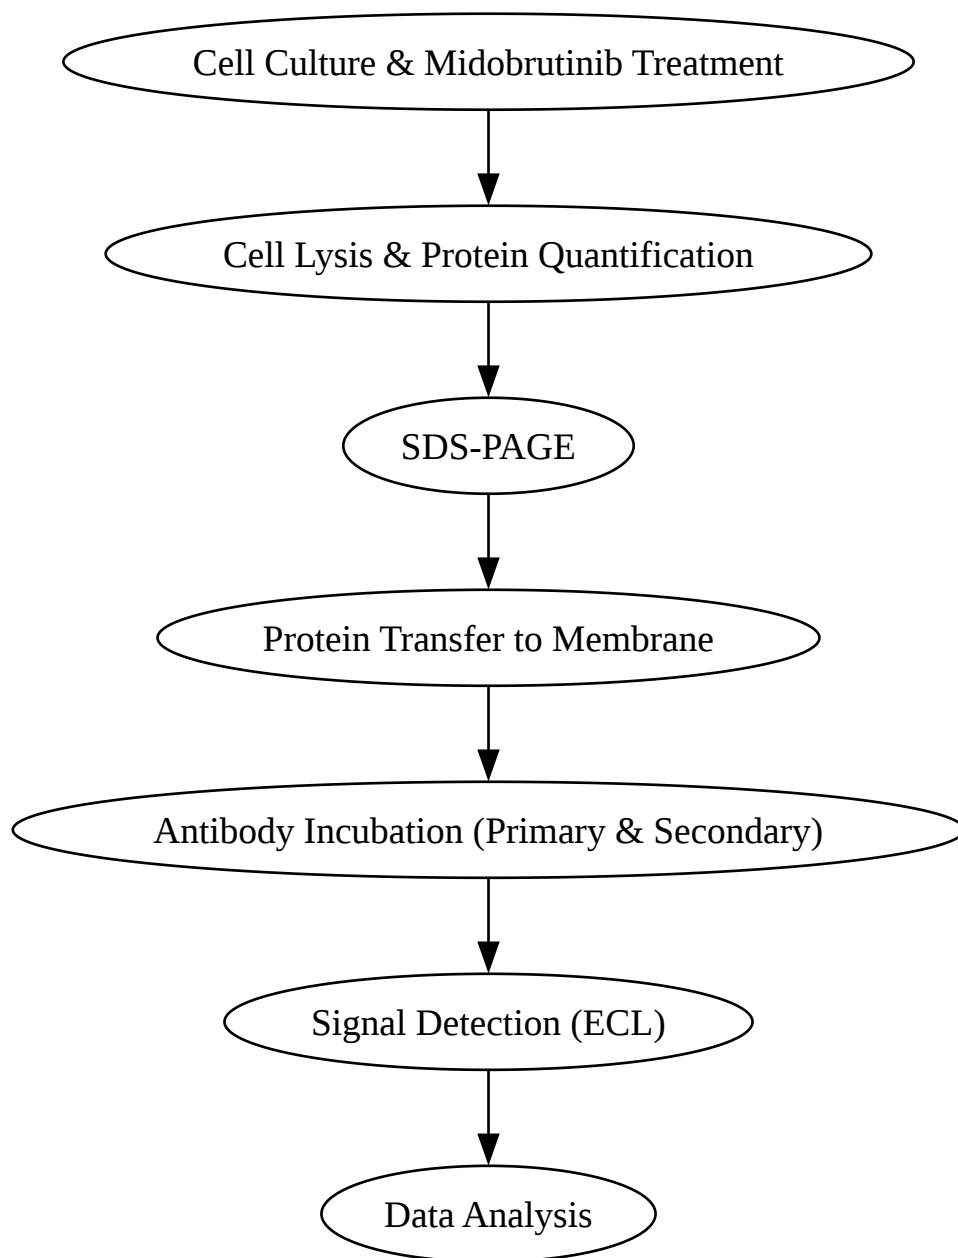 Cell Culture & Midobrutinib Treatment
Cell Lysis & Protein Quantification
SDS-PAGE
Protein Transfer to Membrane
Antibody Incubation (Primary & Secondary)
Signal Detection (ECL)
Data Analysis